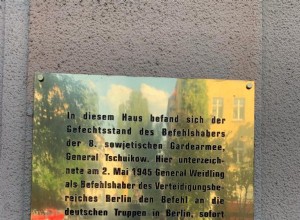 In diesem Haus befand sich der
Gefechtsstand des Befehlshabers
der 8. sowjetischen Gardearmee,
General Tschuikow. Hier unterzeich-
nete am 2. Mai 1945 General Weidling
als Befehlshaber des Verteidigungsbe-
reiches Berlin den Befehl an die
deutschen Truppen in Berlin, sofort